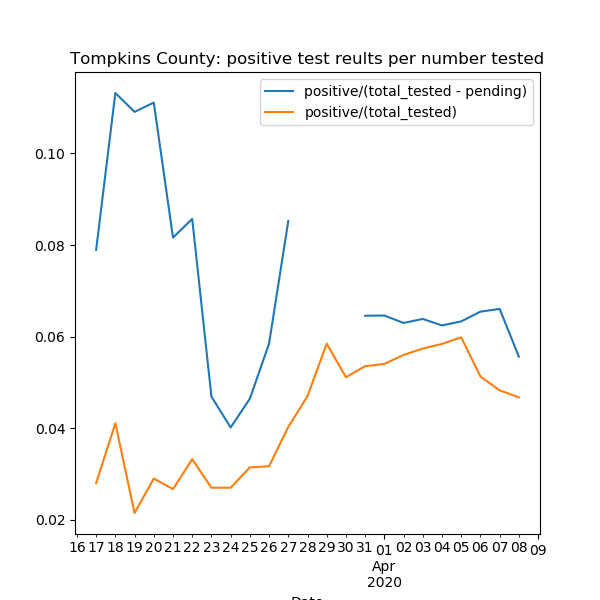 Tompkins County: positive test reults per number tested
positive/(total_tested - pending)
positive/(total_tested)
0.10
0.08
0.06
0.04
0.02
16 17 18 19 20 21 22 23 24 25 26 27 28 29 30 31 01 02 03 04 05 06 07 08 09
Apr
2020
Date